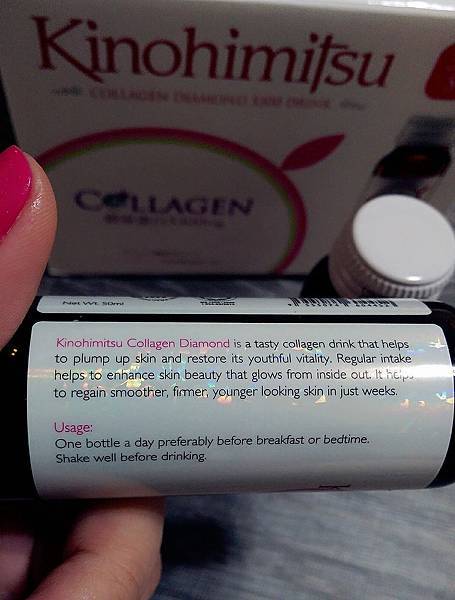 Kinohimitsu
COLLAGEN DIAMOND 5300 DRINK
COLLAGEN
Net Wt. 50ml
Kinohimitsu Collagen Diamond is a tasty collagen drink that helps
to plump up skin and restore its youthful vitality. Regular intake
helps to enhance skin beauty that glows from inside out. It helps
to regain smoother, firmer, younger looking skin in just weeks.
Usage:
One bottle a day preferably before breakfast or bedtime.
Shake well before drinking.